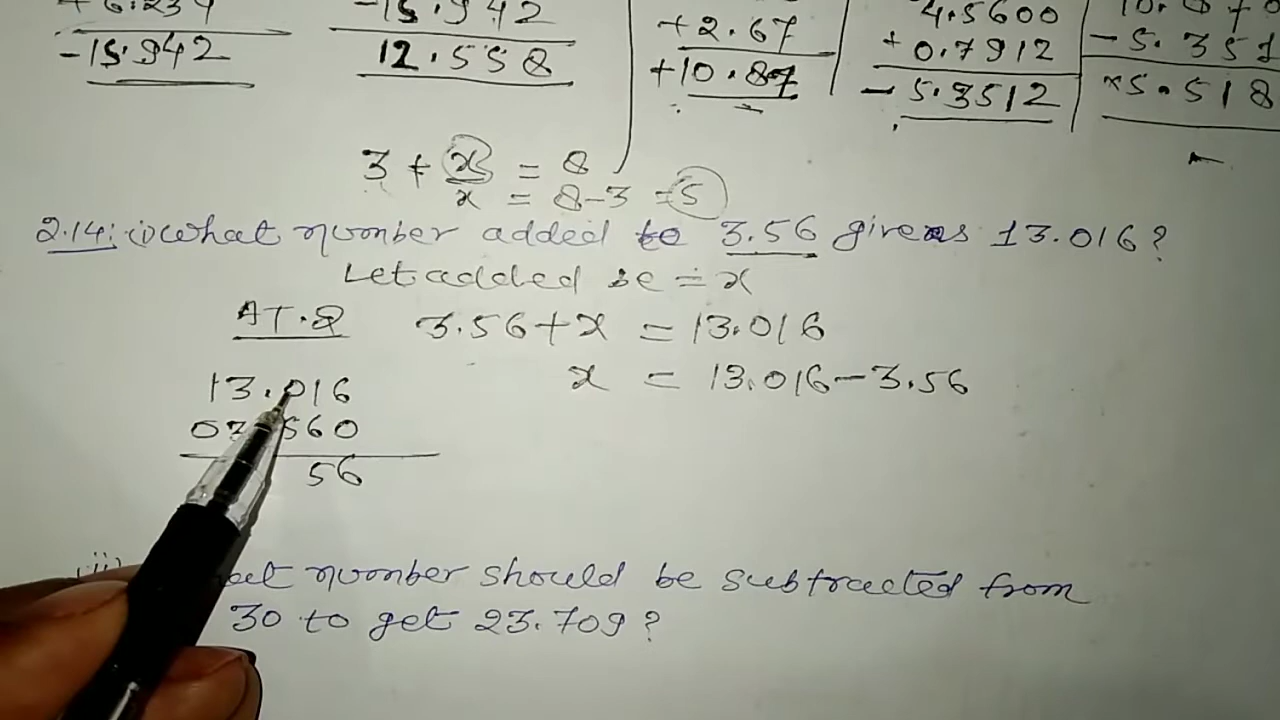 -15.942
-15.942
12.558
+2.67
+10.87
4.5600
+0.7912
-5.3512
-5.351
5.518
3 + x = 8
x = 8-3 = 5
2.14: i) What number added to 3.56 gives 13.016?
Let added be = x
AT.Q 3.56+x = 13.016
x = 13.016-3.56
13.016
03.560
56
number should be subtracted from
30 to get 23.709?